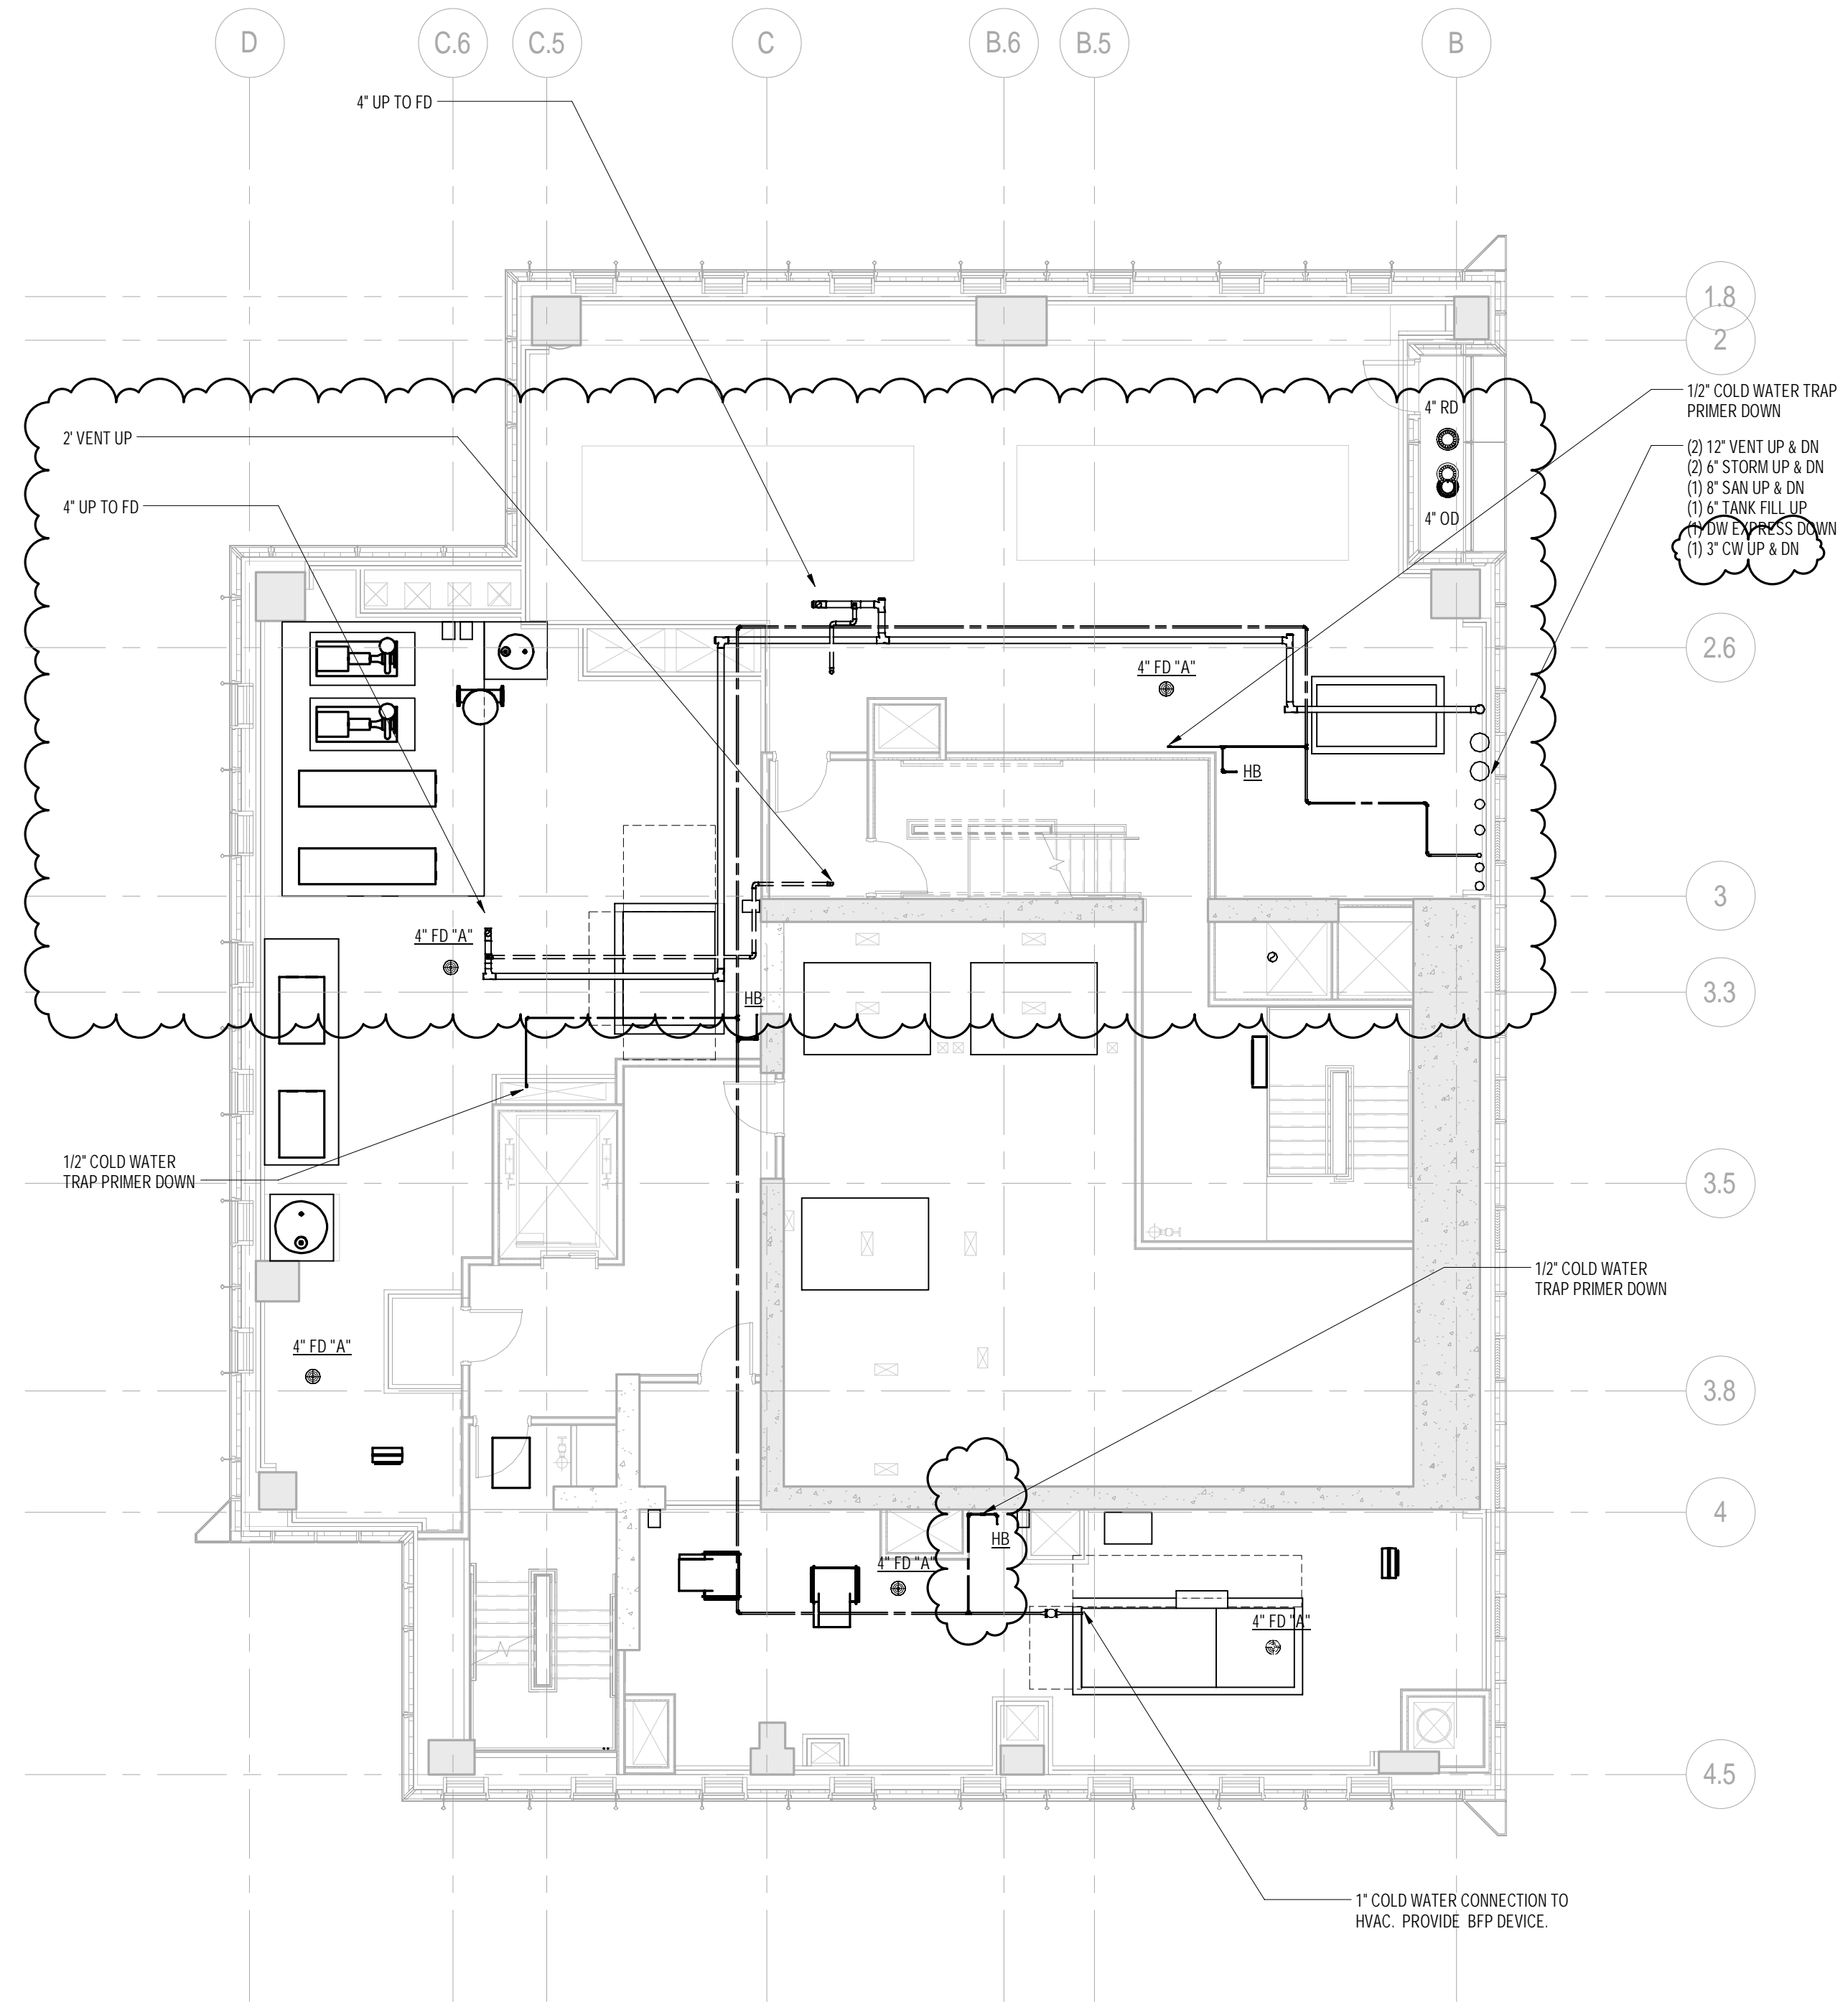 D
C.6
C.5
C
B.6
B.5
B
4" UP TO FD
1.8
2
1/2" COLD WATER TRAP
PRIMER DOWN
4" RD
2' VENT UP
(2) 12" VENT UP & DN
(2) 6" STORM UP & DN
(1) 8" SAN UP & DN
(1) 6" TANK FILL UP
(1) DW EXPRESS DOWN
(1) 3" CW UP & DN
4" UP TO FD
4" OD
2.6
4" FD "A"
HB
3
4" FD "A"
3.3
HB
1/2" COLD WATER
TRAP PRIMER DOWN
3.5
1/2" COLD WATER
TRAP PRIMER DOWN
4" FD "A"
3.8
4
HB
4" FD "A"
4" FD "A"
4.5
1" COLD WATER CONNECTION TO
HVAC. PROVIDE BFP DEVICE.